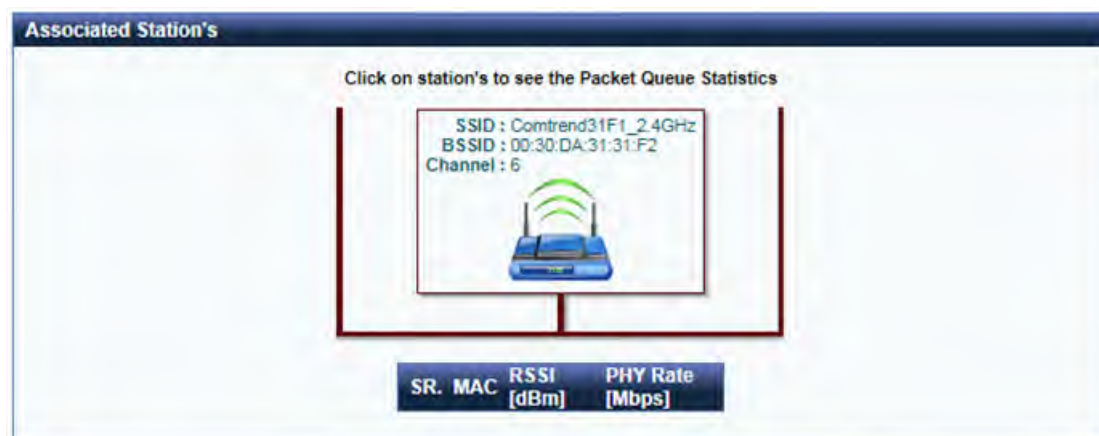 Associated Station's
Click on station's to see the Packet Queue Statistics
SSID : Comtrend31F1_2.4GHz
BSSID : 00:30:DA:31:31:F2
Channel : 6
SR. MAC RSSI [dBm] PHY Rate [Mbps]